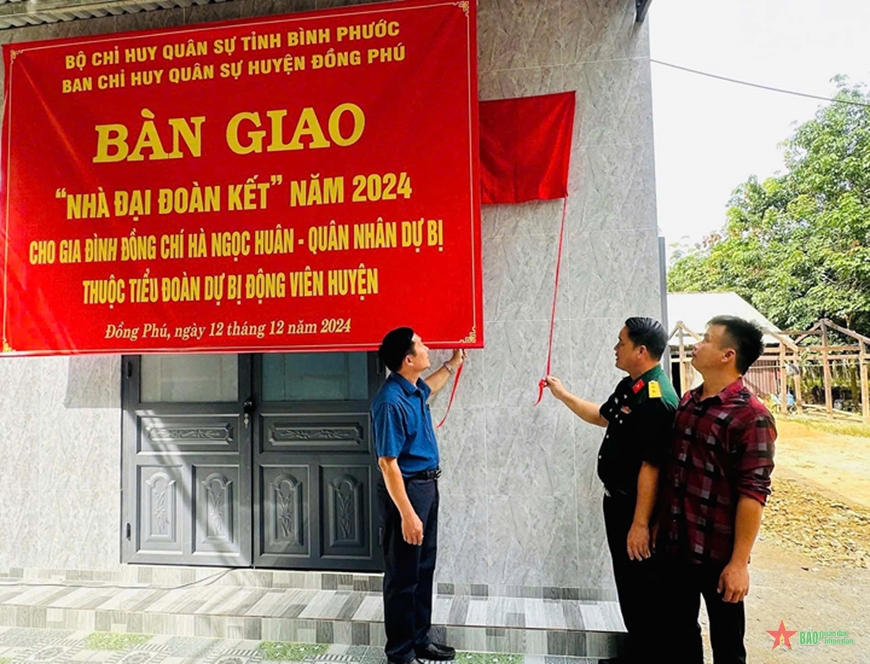 BỘ CHỈ HUY QUÂN SỰ TỈNH BÌNH PHƯỚC
BAN CHỈ HUY QUÂN SỰ HUYỆN ĐỒNG PHÚ
BÀN GIAO
“NHÀ ĐẠI ĐOÀN KẾT” NĂM 2024
CHO GIA ĐÌNH ĐỒNG CHÍ HÀ NGỌC HUÂN - QUÂN NHÂN DỰ BỊ
THUỘC TIỂU ĐOÀN DỰ BỊ ĐỘNG VIÊN HUYỆN
Đồng Phú, ngày 12 tháng 12 năm 2024
BÁO